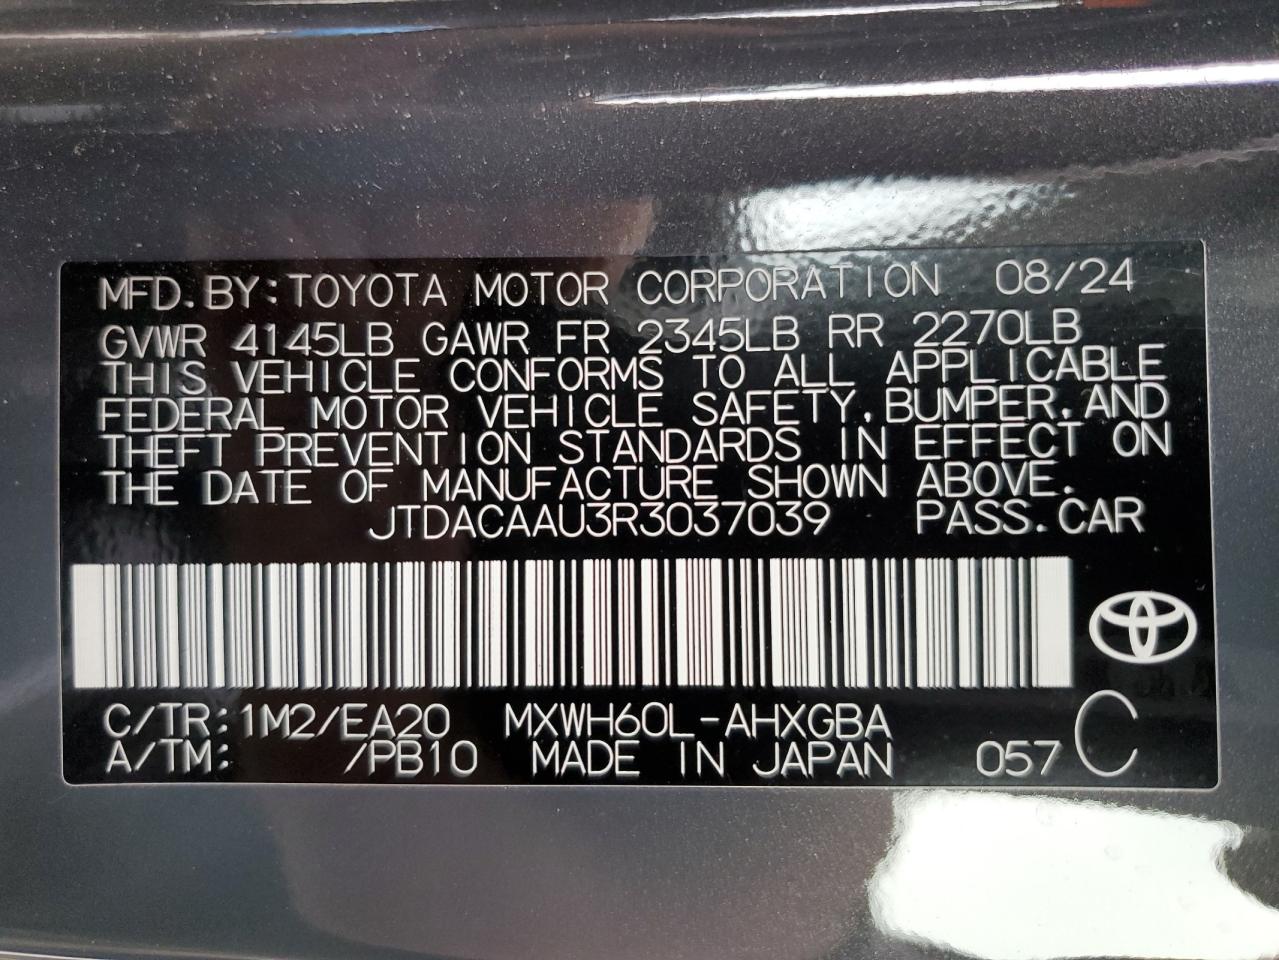 MFD.BY:TOYOTA MOTOR CORPORATION 08/24
GVWR 4145LB GAWR FR 2345LB RR 2270LB
THIS VEHICLE CONFORMS TO ALL APPLICABLE
FEDERAL MOTOR VEHICLE SAFETY,BUMPER,AND
THEFT PREVENTION STANDARDS IN EFFECT ON
THE DATE OF MANUFACTURE SHOWN ABOVE.
JTDACAAU3R3037039 PASS.CAR
C/TR:1M2/EA20 MXWH60L-AHXGBA
A/TM: /PB10 MADE IN JAPAN 057 C